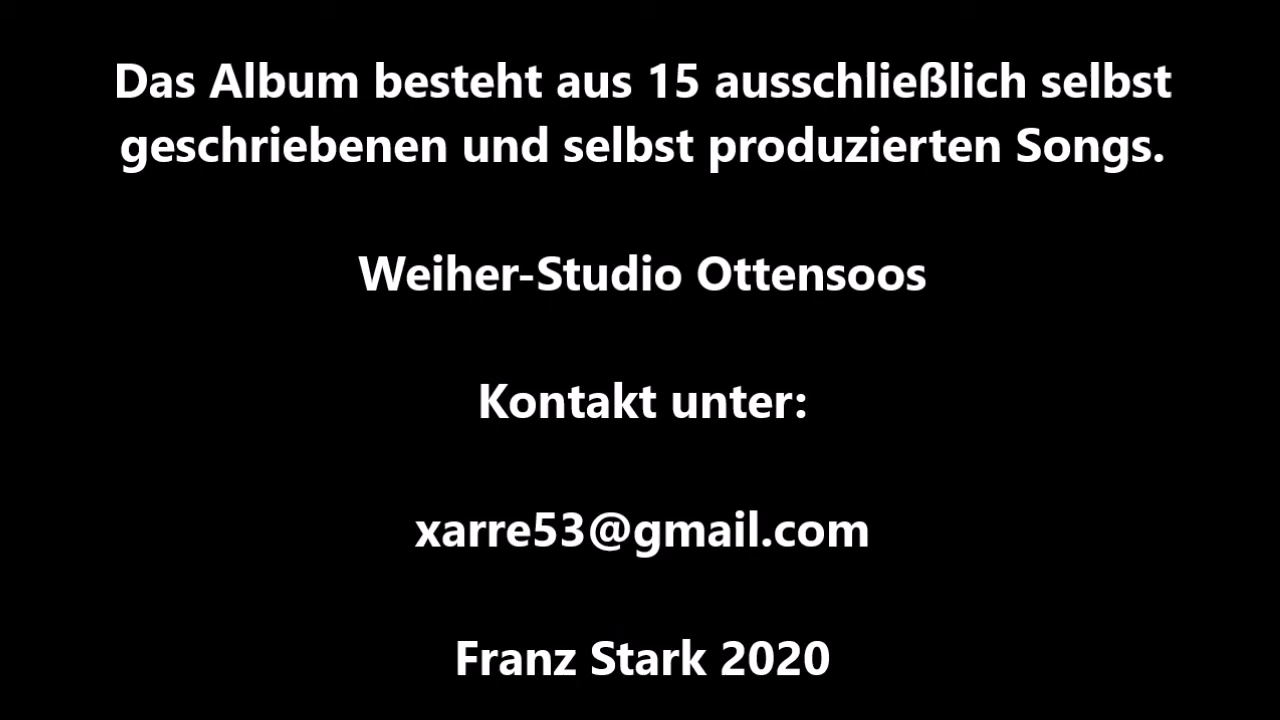 Das Album besteht aus 15 ausschließlich selbst
geschriebenen und selbst produzierten Songs.
Weiher-Studio Ottensoos
Kontakt unter:
xarre53@gmail.com
Franz Stark 2020